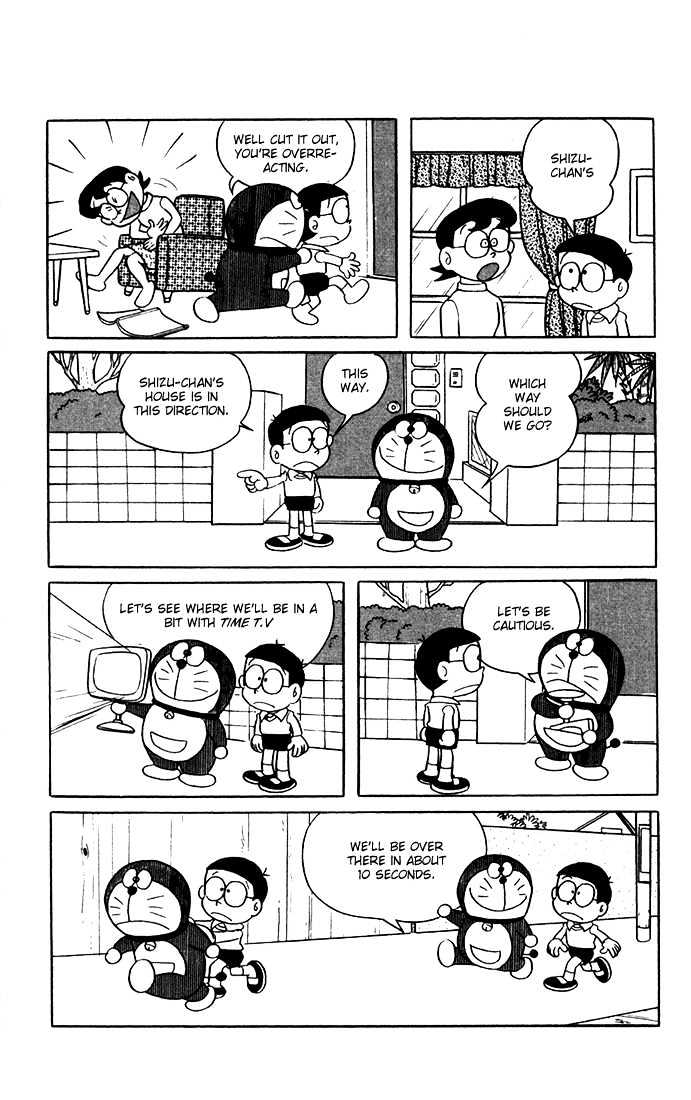 SHIZU-
CHAN'S
WELL CUT IT OUT,
YOU'RE OVERRE-
ACTING.
WHICH
WAY
SHOULD
WE GO?
THIS
WAY.
SHIZU-CHAN'S
HOUSE IS IN
THIS DIRECTION.
LET'S BE
CAUTIOUS.
LET'S SEE WHERE WE'LL BE IN A
BIT WITH TIME T.V
WE'LL BE OVER
THERE IN ABOUT
10 SECONDS.